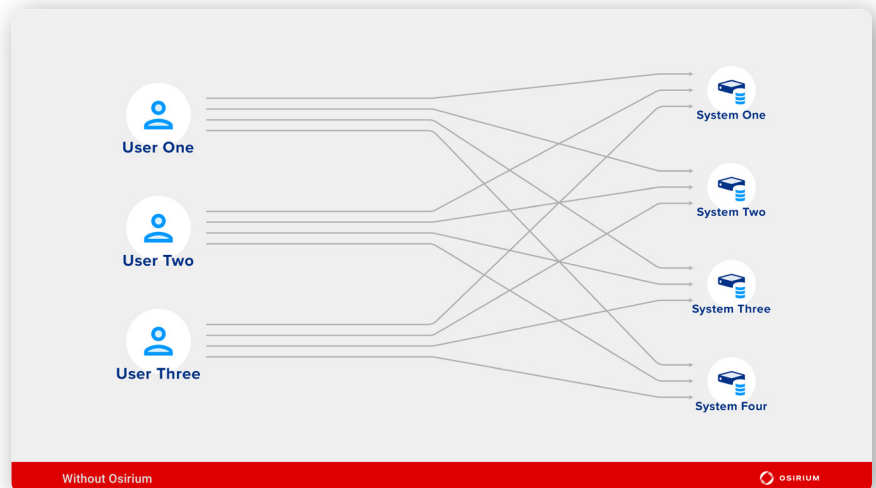 User One
User Two
User Three
System One
System Two
System Three
System Four
Without Osirium
OSIRIUM